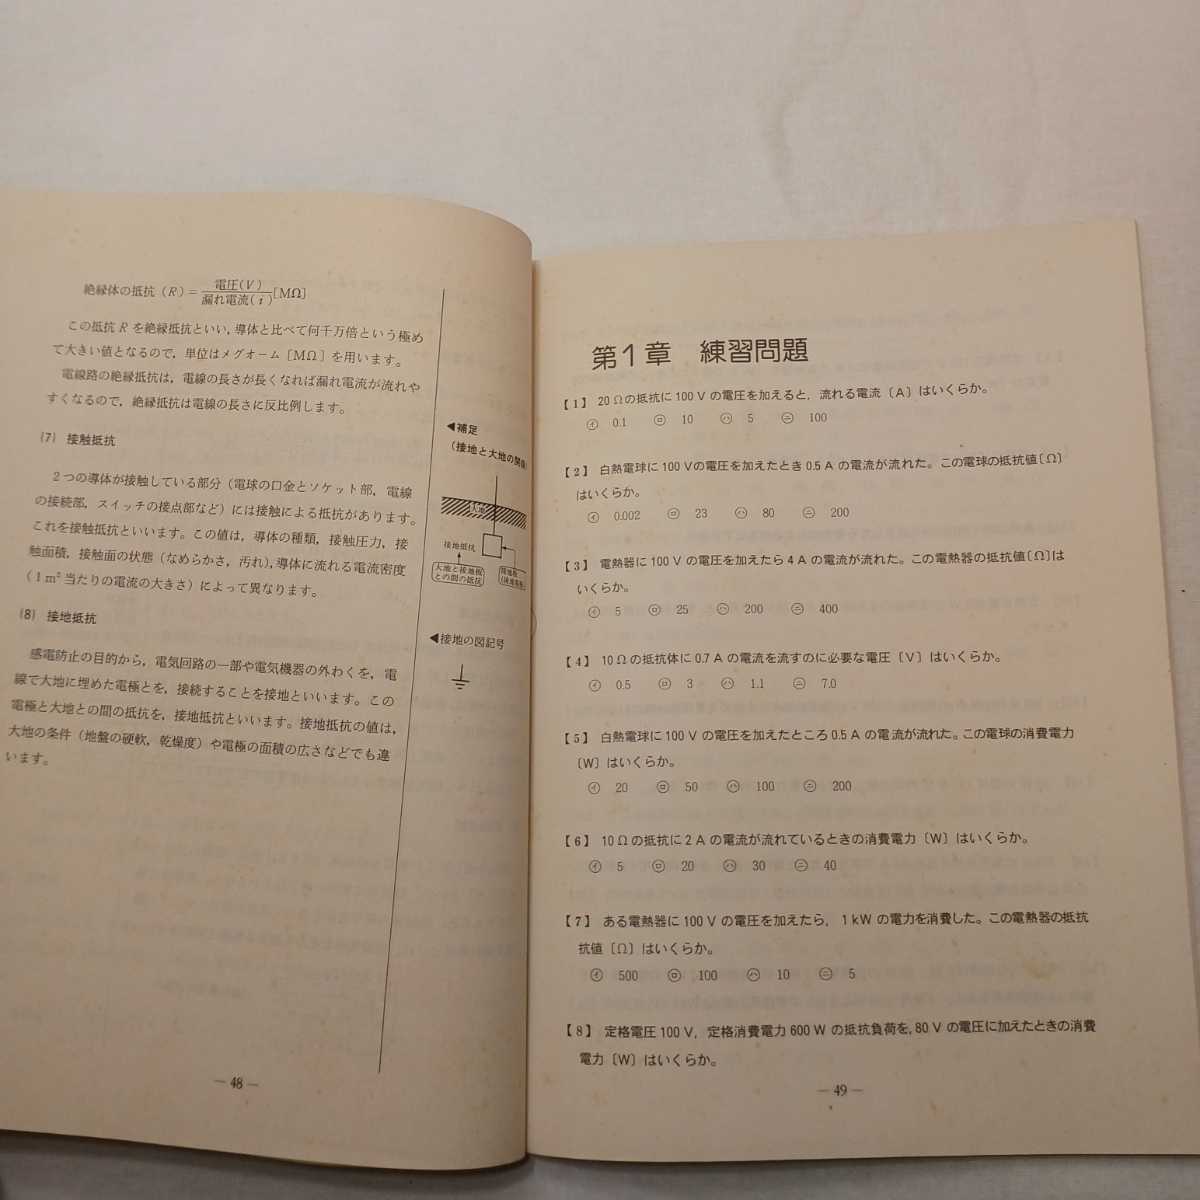 絶縁体の抵抗（R）= 電圧(V) / 漏れ電流(i) [MΩ]
この抵抗 R を絶縁抵抗といい, 導体と比べて何千万倍という極め
て大きい値となるので, 単位はメグオーム［MΩ］を用います。
電線路の絶縁抵抗は, 電線の長さが長くなれば漏れ電流が流れや
すくなるので, 絶縁抵抗は電線の長さに反比例します。
(7) 接触抵抗
2つの導体が接触している部分（電球の口金とソケット部, 電線
の接続部, スイッチの接点部など）には接触による抵抗があります。
これを接触抵抗といいます。この値は, 導体の種類, 接触圧力, 接
触面積, 接触面の状態（なめらかさ, 汚れ）, 導体に流れる電流密度
（1 m²当たりの電流の大きさ）によって異なります。
(8) 接地抵抗
感電防止の目的から, 電気回路の一部や電気機器の外わくを, 電
線で大地に埋めた電極とを, 接続することを接地といいます。この
電極と大地との間の抵抗を, 接地抵抗といいます。接地抵抗の値は,
大地の条件（地盤の硬軟, 乾燥度）や電極の面積の広さなどでも違
います。
◀補足
（接地と大地の関係）
大地
接地抵抗
大地と接地板
との間の抵抗
◀接地の図記号
— 48 —
第1章 練習問題
【1】 20 Ωの抵抗に 100 V の電圧を加えると, 流れる電流〔A〕はいくらか。
㋑ 0.1 ㋺ 10 ㋩ 5 ㋥ 100
【2】 白熱電球に 100 Vの電圧を加えたとき 0.5 A の電流が流れた。この電球の抵抗値〔Ω〕
はいくらか。
㋑ 0.002 ㋺ 23 ㋩ 80 ㋥ 200
【3】 電熱器に 100 V の電圧を加えたら 4 A の電流が流れた。この電熱器の抵抗値〔Ω〕は
いくらか。
㋑ 5 ㋺ 25 ㋩ 200 ㋥ 400
【4】 10 Ωの抵抗体に 0.7 A の電流を流すのに必要な電圧〔V〕はいくらか。
㋑ 0.5 ㋺ 3 ㋩ 1.1 ㋥ 7.0
【5】 白熱電球に 100 V の電圧を加えたところ 0.5 A の電流が流れた。この電球の消費電力
〔W〕はいくらか。
㋑ 20 ㋺ 50 ㋩ 100 ㋥ 200
【6】 10 Ω の抵抗に 2 A の電流が流れているときの消費電力〔W〕はいくらか。
㋑ 5 ㋺ 20 ㋩ 30 ㋥ 40
【7】 ある電熱器に 100 V の電圧を加えたら, 1 kW の電力を消費した。この電熱器の抵抗
抗値〔Ω〕はいくらか。
㋑ 500 ㋺ 100 ㋩ 10 ㋥ 5
【8】 定格電圧 100 V, 定格消費電力 600 W の抵抗負荷を, 80 V の電圧に加えたときの消費
電力〔W〕はいくらか。
— 49 —